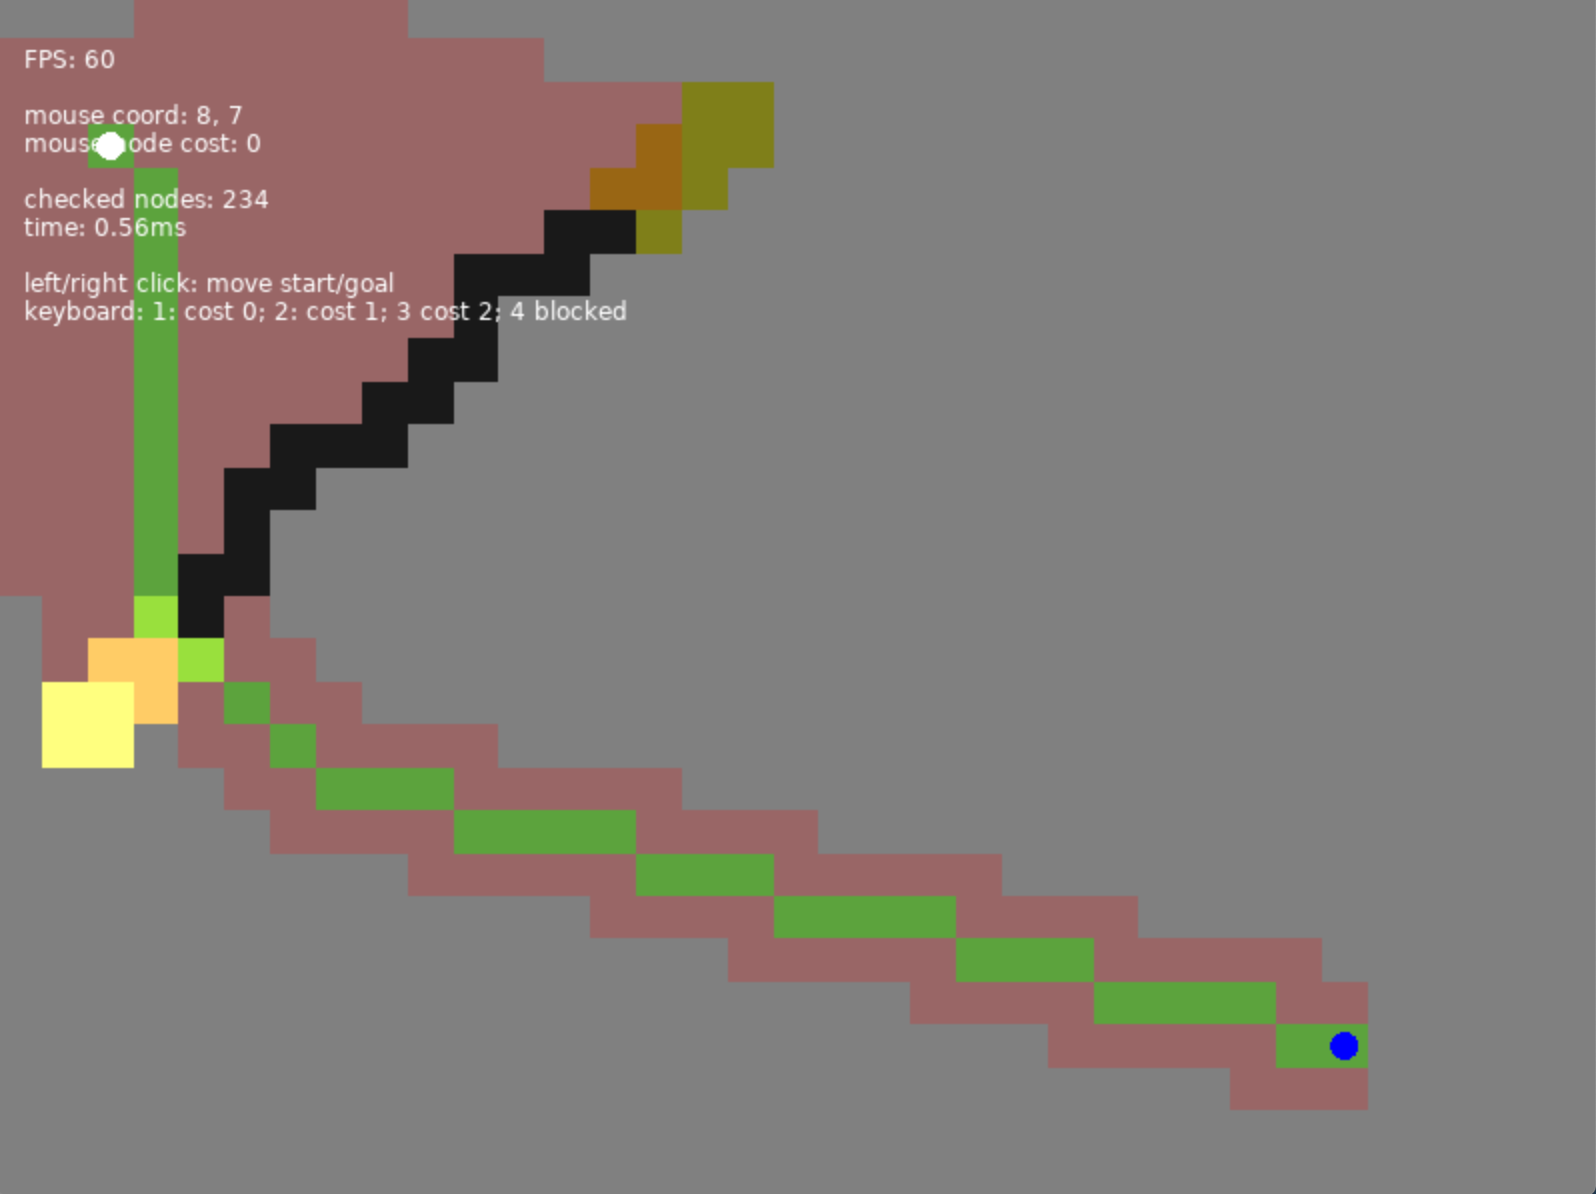 FPS: 60
mouse coord: 8, 7
mouse node cost: 0
checked nodes: 234
time: 0.56ms
left/right click: move start/goal
keyboard: 1: cost 0; 2: cost 1; 3 cost 2; 4 blocked